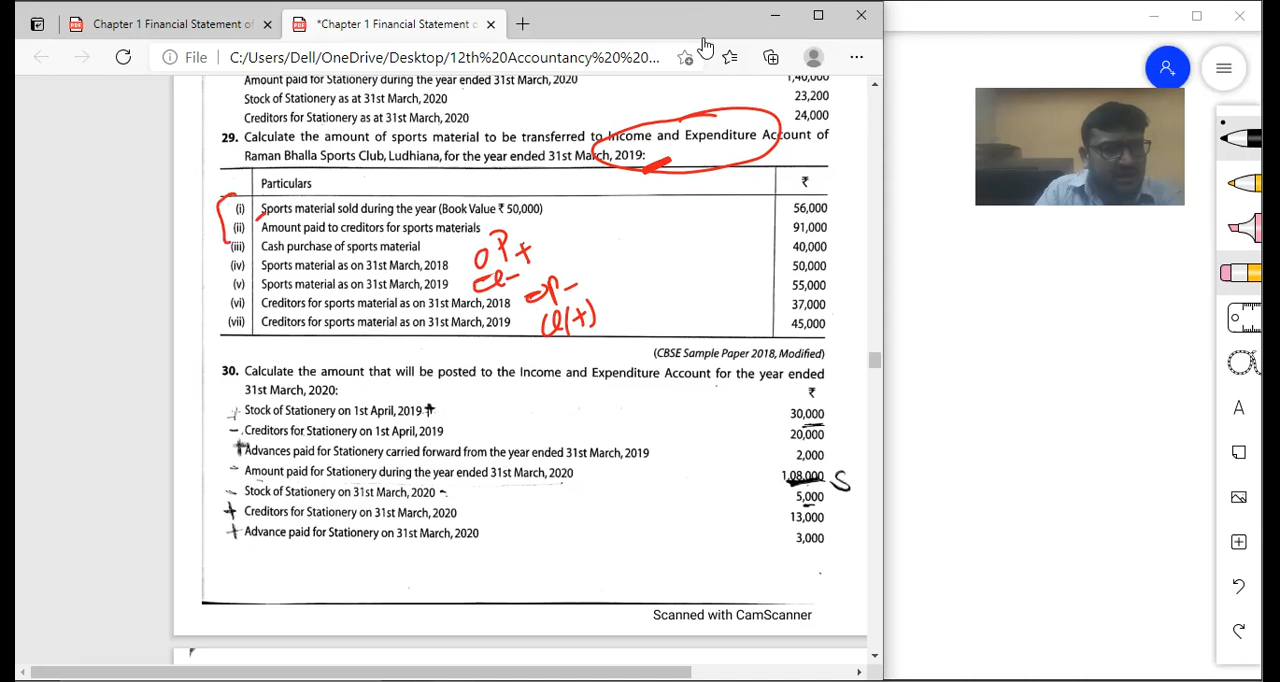 Chapter 1 Financial Statement of
*Chapter 1 Financial Statement o
File
C:/Users/Dell/OneDrive/Desktop/12th%20Accountancy%20%20...
Amount paid for Stationery during the year ended 31st March, 2020 1,40,000
Stock of Stationery as at 31st March, 2020 23,200
Creditors for Stationery as at 31st March, 2020 24,000
29. Calculate the amount of sports material to be transferred to Income and Expenditure Account of
Raman Bhalla Sports Club, Ludhiana, for the year ended 31st March, 2019:
Particulars ₹
(i) Sports material sold during the year (Book Value ₹ 50,000) 56,000
(ii) Amount paid to creditors for sports materials 91,000
(iii) Cash purchase of sports material 40,000
OP +
(iv) Sports material as on 31st March, 2018 50,000
(v) Sports material as on 31st March, 2019 55,000
Cl -
OP -
(vi) Creditors for sports material as on 31st March, 2018 37,000
(vii) Creditors for sports material as on 31st March, 2019 45,000
Cl (+)
(CBSE Sample Paper 2018, Modified)
30. Calculate the amount that will be posted to the Income and Expenditure Account for the year ended
31st March, 2020: ₹
+ Stock of Stationery on 1st April, 2019 + 30,000
- Creditors for Stationery on 1st April, 2019 20,000
+ Advances paid for Stationery carried forward from the year ended 31st March, 2019 2,000
- Amount paid for Stationery during the year ended 31st March, 2020 1,08,000 S
- Stock of Stationery on 31st March, 2020 - 5,000
+ Creditors for Stationery on 31st March, 2020 13,000
+ Advance paid for Stationery on 31st March, 2020 3,000
Scanned with CamScanner
A